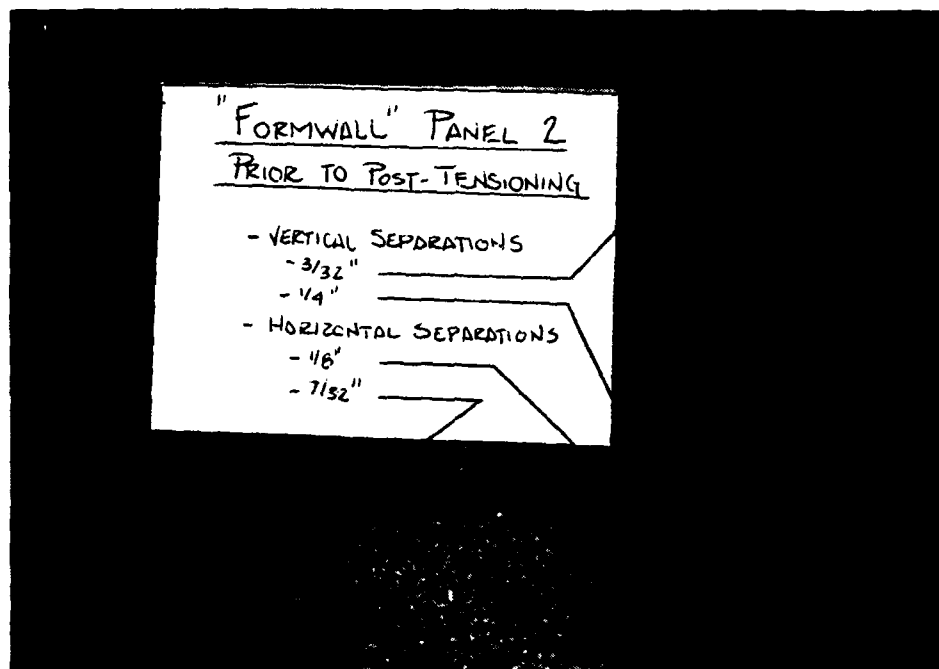 "FORMWALL" PANEL 2
PRIOR TO POST-TENSIONING
- VERTICAL SEPARATIONS
- 3/32"
- 1/4"
- HORIZONTAL SEPARATIONS
- 1/8"
- 7/32"